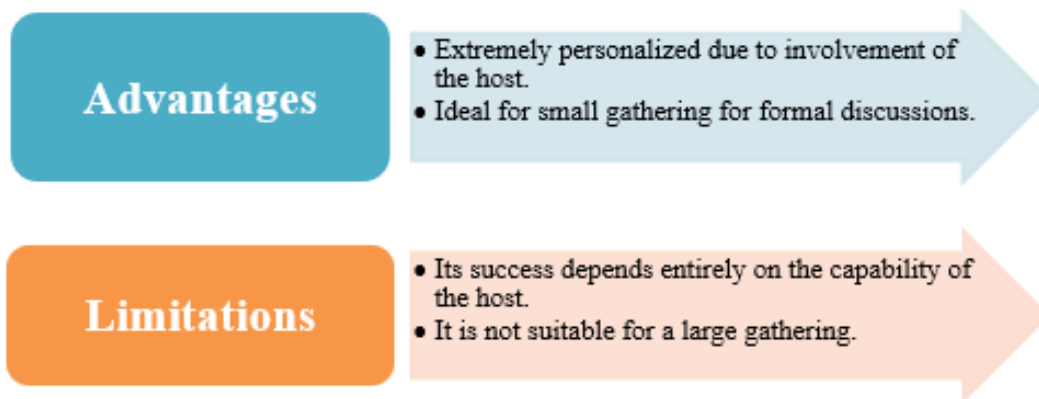 Advantages
● Extremely personalized due to involvement of
the host.
● Ideal for small gathering for formal discussions.
Limitations
● Its success depends entirely on the capability of
the host.
● It is not suitable for a large gathering.